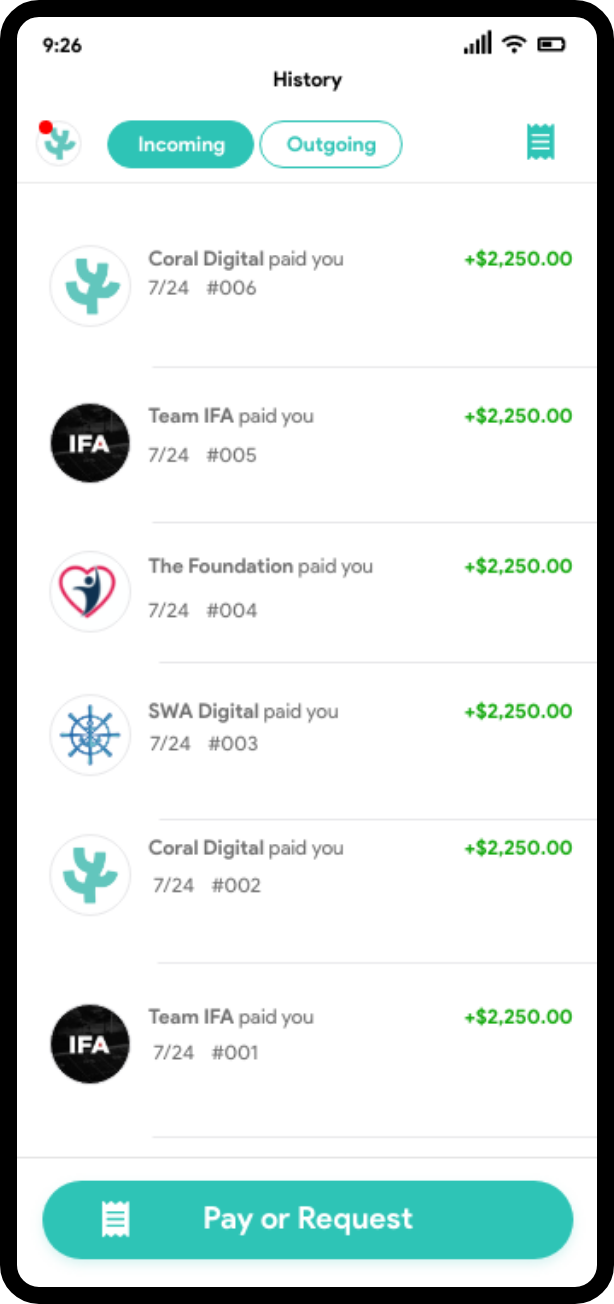 9:26
History
Incoming Outgoing
Coral Digital paid you +$2,250.00
7/24 #006
IFA
Team IFA paid you +$2,250.00
7/24 #005
The Foundation paid you +$2,250.00
7/24 #004
SWA Digital paid you +$2,250.00
7/24 #003
Coral Digital paid you +$2,250.00
7/24 #002
IFA
Team IFA paid you +$2,250.00
7/24 #001
Pay or Request